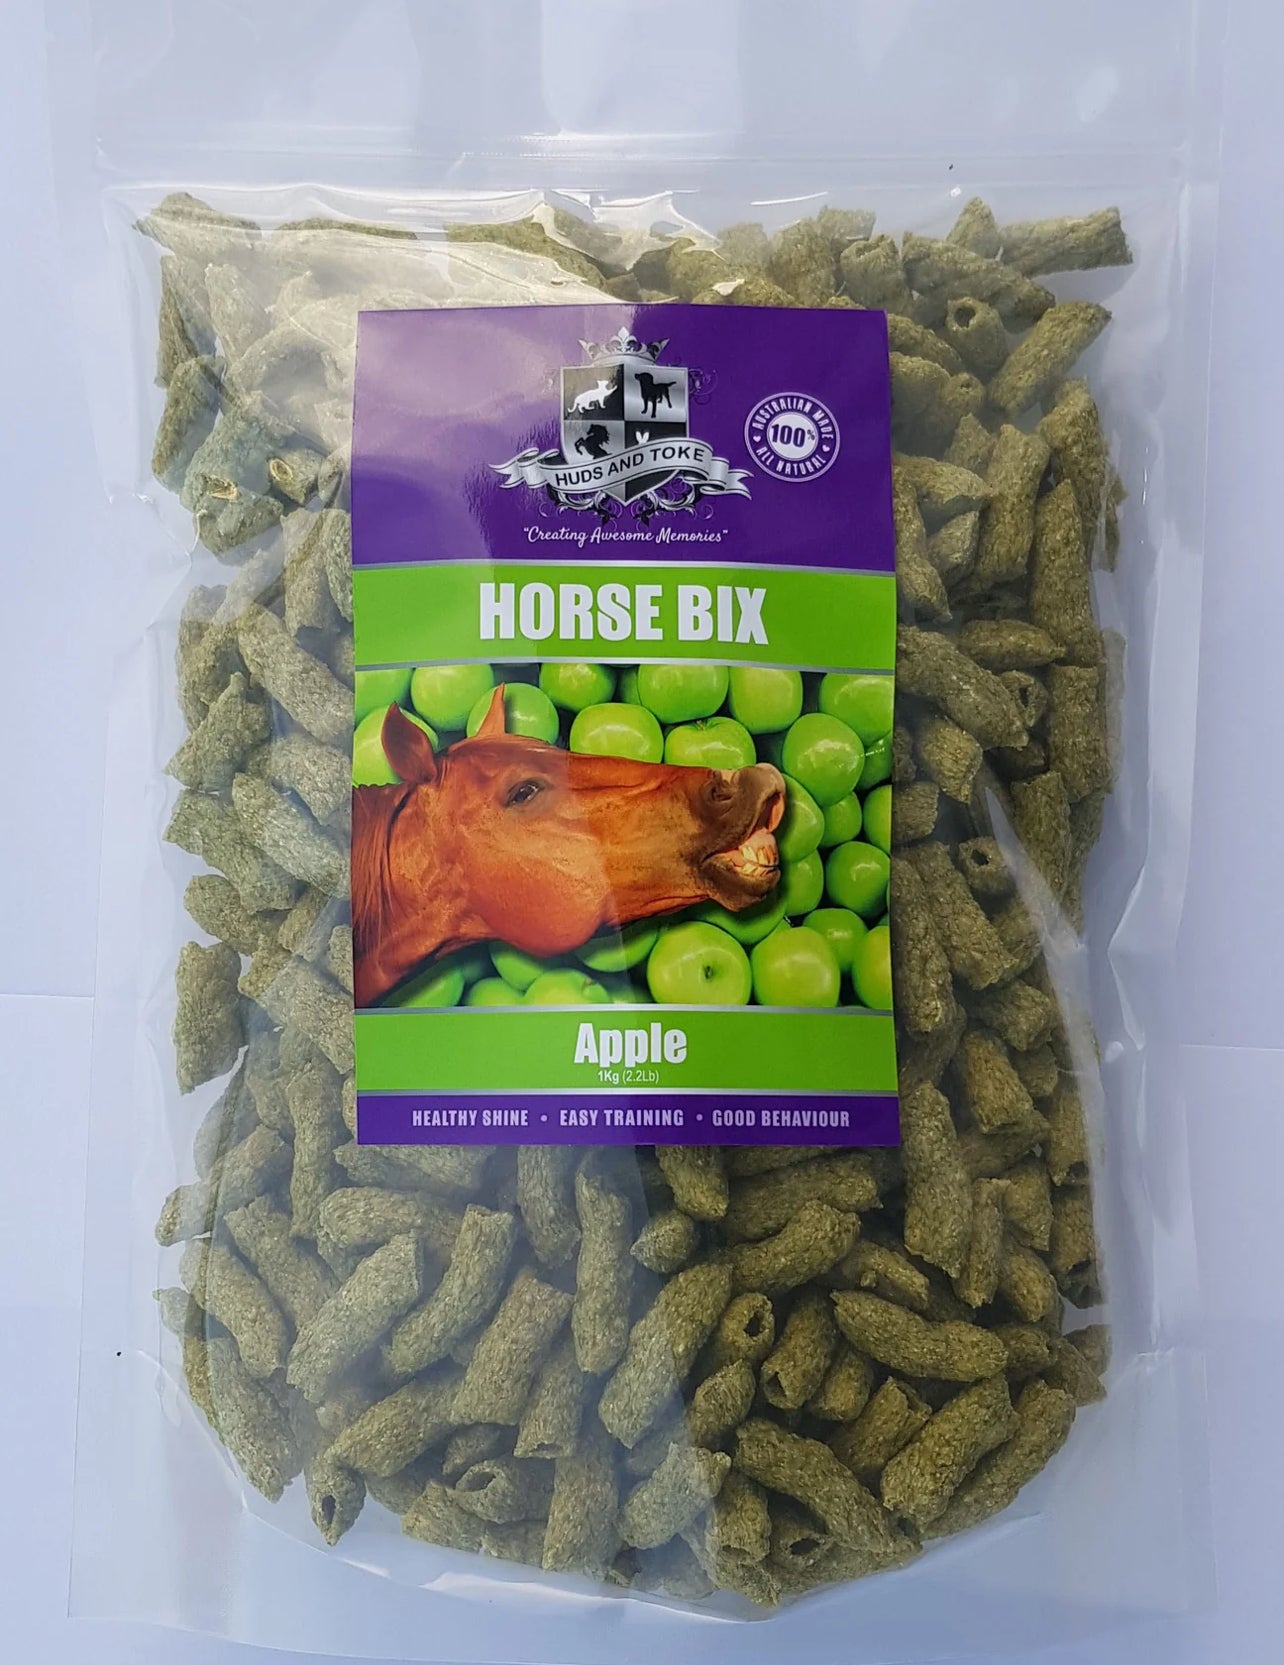 HUDS AND TOKE
AUSTRALIAN MADE
100%
ALL NATURAL
"Creating Awesome Memories"
HORSE BIX
Apple
1Kg (2.2Lb)
HEALTHY SHINE • EASY TRAINING • GOOD BEHAVIOUR